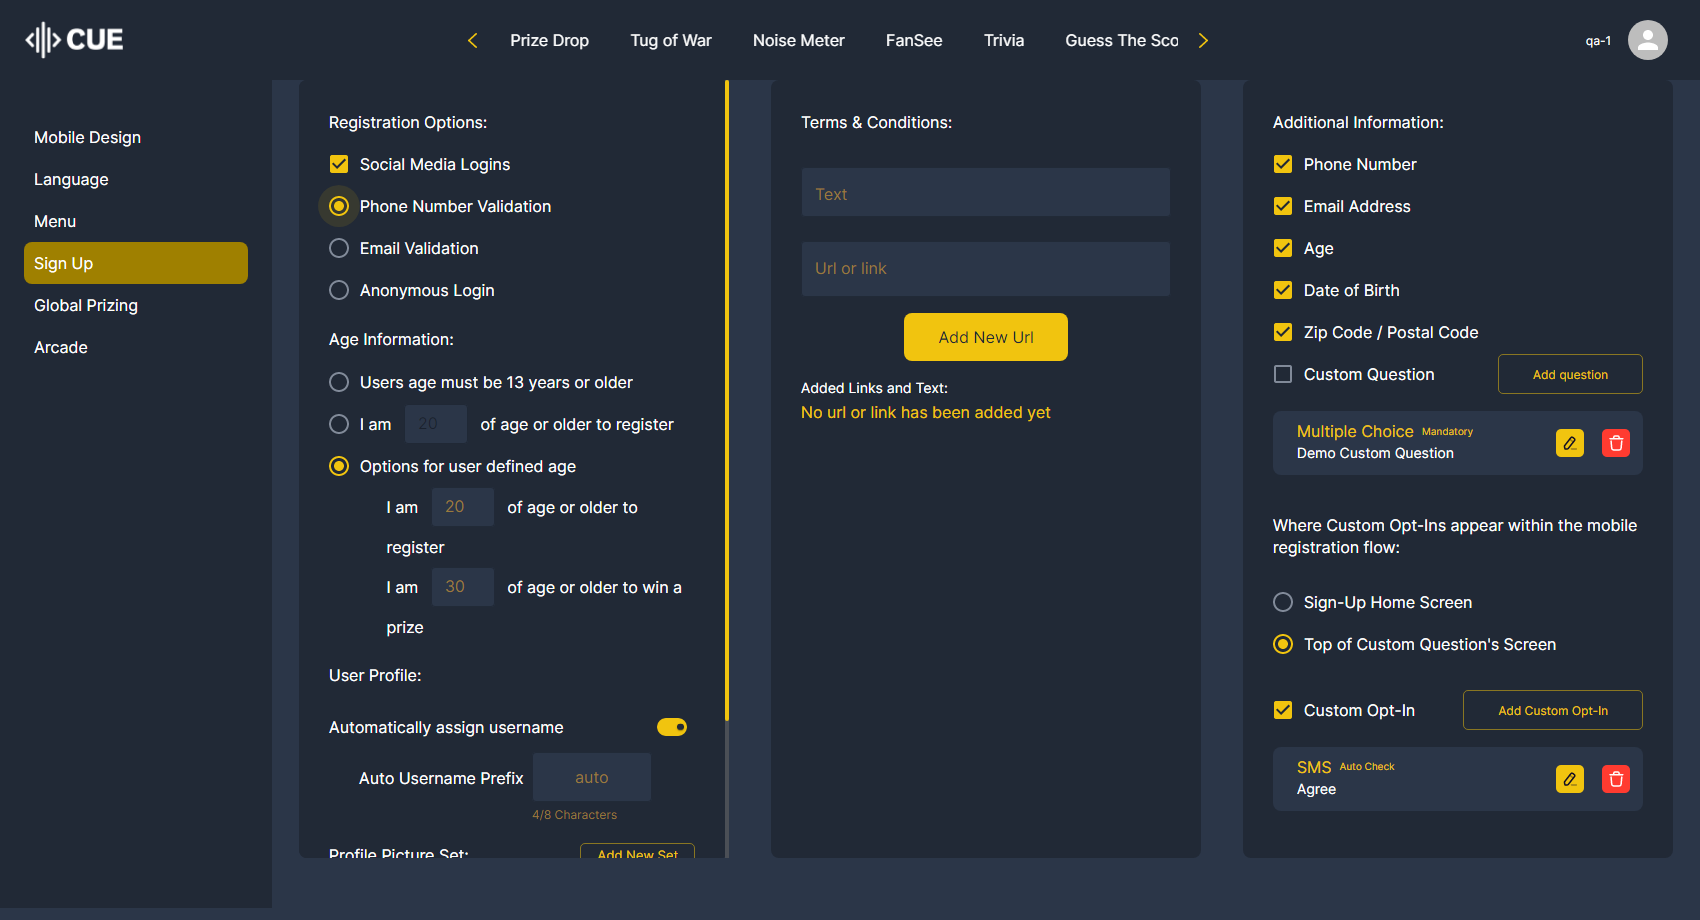 CUE
Prize Drop
Tug of War
Noise Meter
FanSee
Trivia
Guess The Sco
qa-1
Mobile Design
Language
Menu
Sign Up
Global Prizing
Arcade
Registration Options:
Social Media Logins
Phone Number Validation
Email Validation
Anonymous Login
Age Information:
Users age must be 13 years or older
I am 20 of age or older to register
Options for user defined age
I am 20 of age or older to
register
I am 30 of age or older to win a
prize
User Profile:
Automatically assign username
Auto Username Prefix auto
4/8 Characters
Profile Picture Set: Add New Set
Terms & Conditions:
Text
Url or link
Add New Url
Added Links and Text:
No url or link has been added yet
Additional Information:
Phone Number
Email Address
Age
Date of Birth
Zip Code / Postal Code
Custom Question Add question
Multiple Choice Mandatory
Demo Custom Question
Where Custom Opt-Ins appear within the mobile
registration flow:
Sign-Up Home Screen
Top of Custom Question's Screen
Custom Opt-In Add Custom Opt-In
SMS Auto Check
Agree